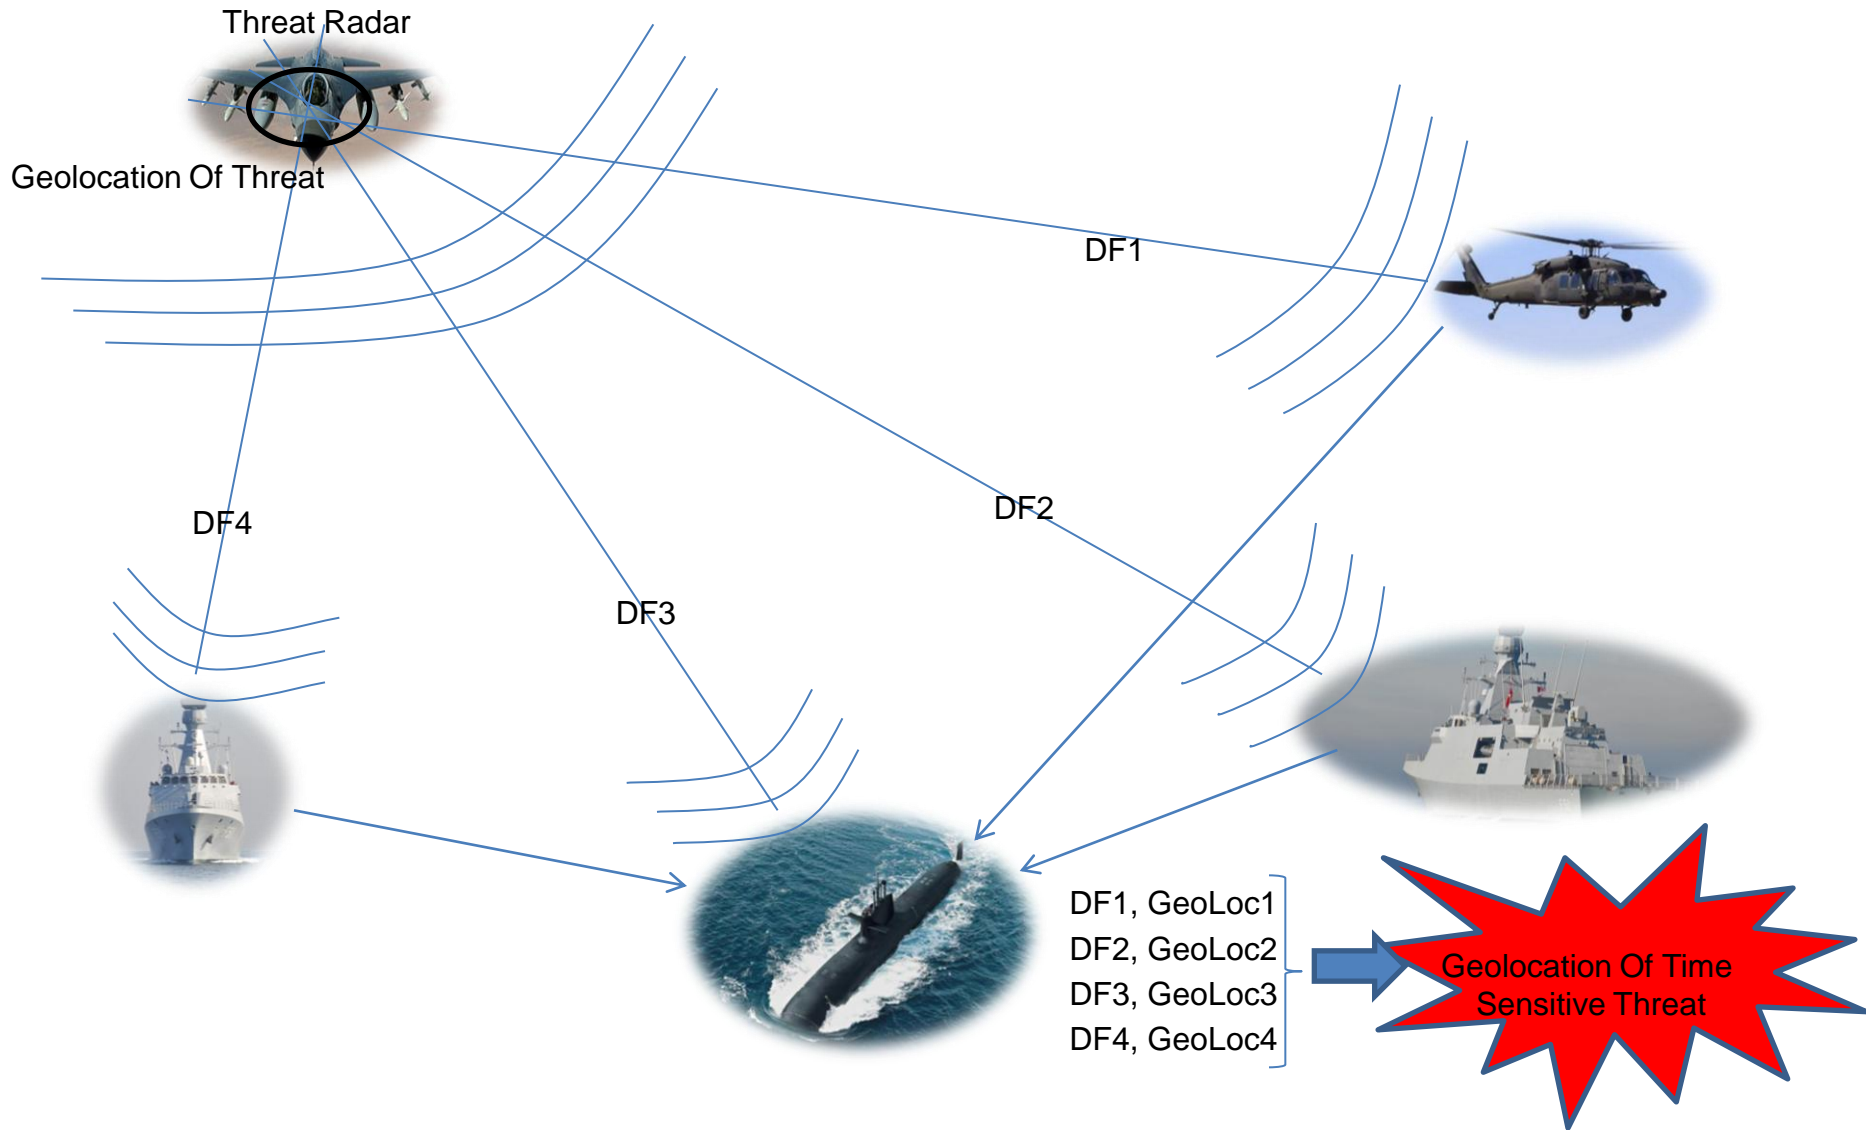 Threat Radar
Geolocation Of Threat
DF1
DF2
DF4
DF3
DF1, GeoLoc1
DF2, GeoLoc2
DF3, GeoLoc3
DF4, GeoLoc4
Geolocation Of Time
Sensitive Threat